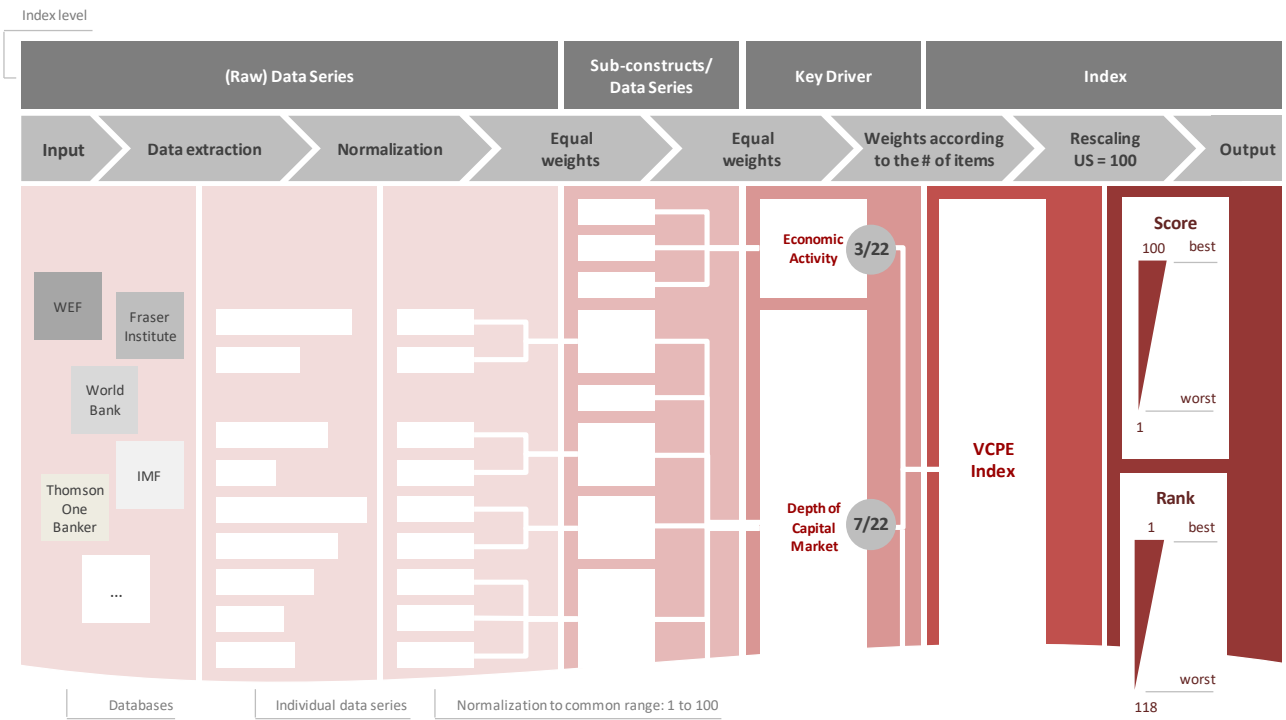 Index level
(Raw) Data Series
Sub-constructs/
Data Series
Key Driver
Index
Input
Data extraction
Normalization
Equal
weights
Equal
weights
Weights according
to the # of items
Rescaling
US = 100
Output
WEF
Fraser
Institute
World
Bank
IMF
Thomson
One
Banker
...
Economic
Activity
3/22
Depth of
Capital
Market
7/22
VCPE
Index
Score
100 best
worst
1
Rank
1 best
worst
118
Databases
Individual data series
Normalization to common range: 1 to 100